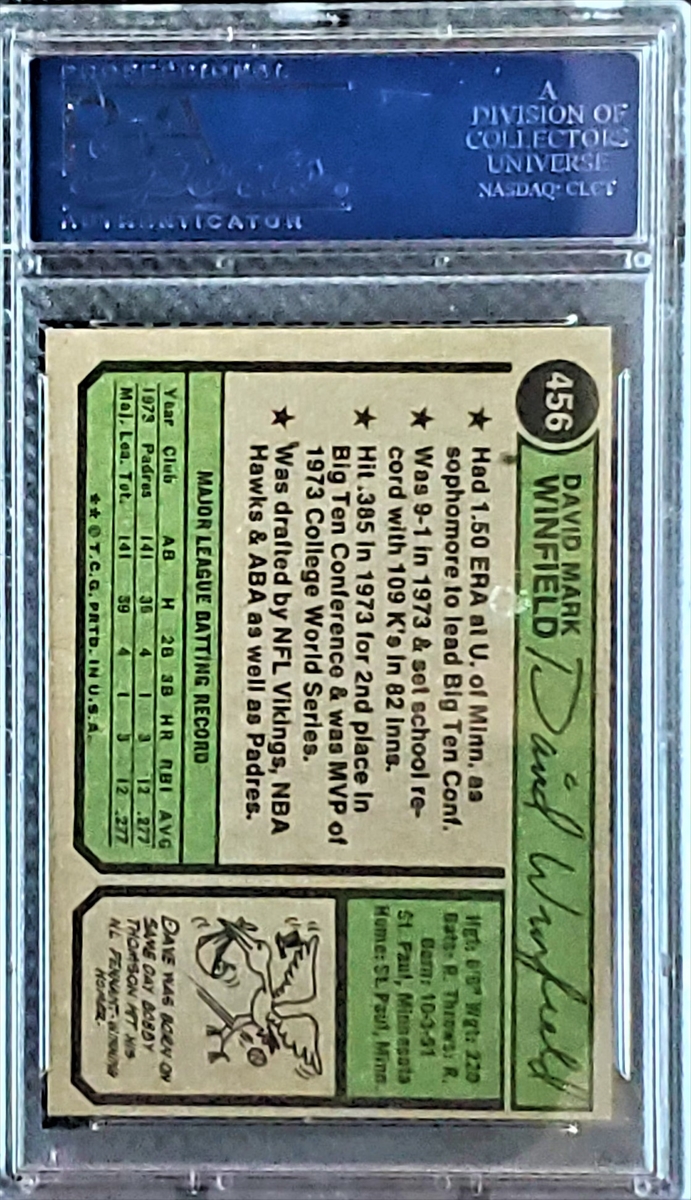 PROFESSIONAL
PSA
AUTHENTICATOR
A
DIVISION OF
COLLECTORS
UNIVERSE
NASDAQ: CLCT
456
DAVID MARK
WINFIELD
David Winfield
★ Had 1.50 ERA at U. of Minn. as
sophomore to lead Big Ten Conf.
★ Was 9-1 in 1973 & set school re-
cord with 109 K's in 82 inns.
★ Hit .385 in 1973 for 2nd place in
Big Ten Conference & was MVP of
1973 College World Series.
★ Was drafted by NFL Vikings, NBA
Hawks & ABA as well as Padres.
MAJOR LEAGUE BATTING RECORD
Year Club AB H 2B 3B HR RBI AVG
1973 Padres 141 39 4 1 3 12 .277
Maj. Lea. Tot. 141 39 4 1 3 12 .277
★★ © T.C.G. PRTD. IN U.S.A.
Hgt: 6'6" Wgt: 220
Bats: R. Throws: R.
Born: 10-3-51
St. Paul, Minnesota
Home: St. Paul, Minn.
DAVE WAS BORN ON
SAME DAY BOBBY
THOMSON HIT HIS
NL PENNANT-WINNING
HOMER.